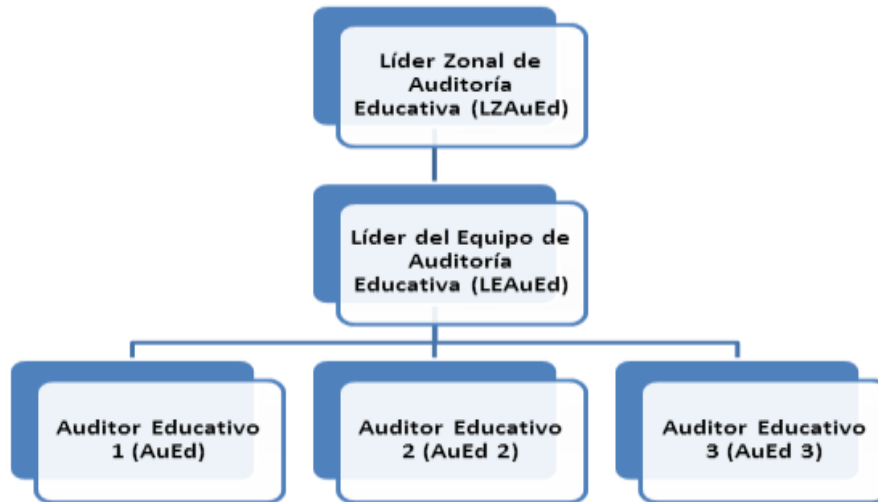 Líder Zonal de
Auditoría
Educativa (LZAuEd)
Líder del Equipo de
Auditoría
Educativa (LEAuEd)
Auditor Educativo
1 (AuEd)
Auditor Educativo
2 (AuEd 2)
Auditor Educativo
3 (AuEd 3)